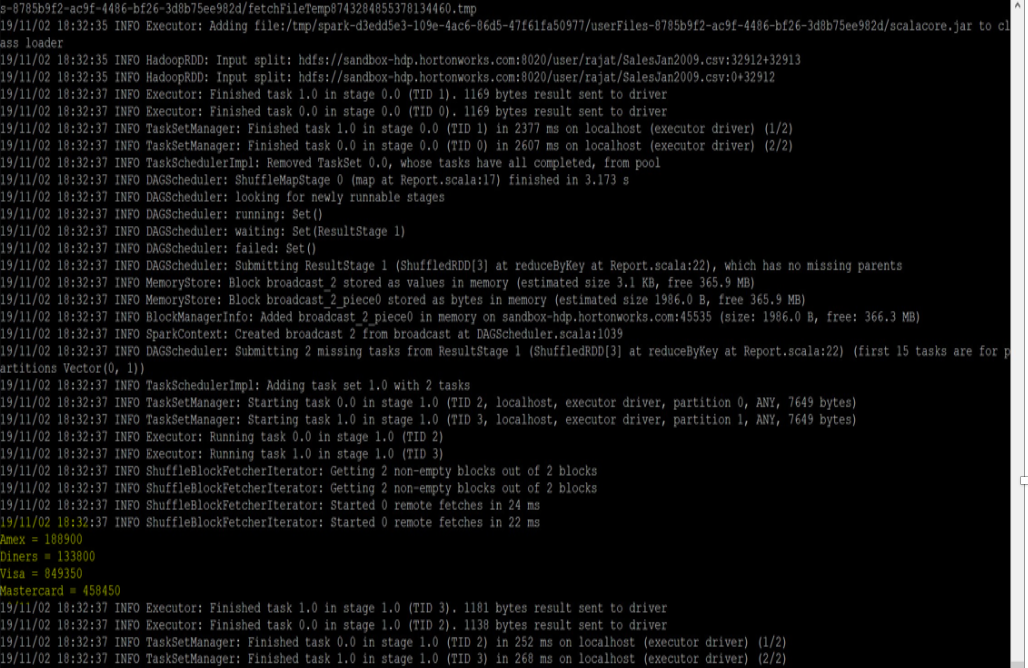 s-8785b9f2-ac9f-4486-bf26-3d8b75ee982d/fetchFileTemp8743284855378134460.tmp
19/11/02 18:32:35 INFO Executor: Adding file:/tmp/spark-d3edd5e3-109e-4ac6-86d5-47f61fa50977/userFiles-8785b9f2-ac9f-4486-bf26-3d8b75ee982d/scalacore.jar to cl
ass loader
19/11/02 18:32:35 INFO HadoopRDD: Input split: hdfs://sandbox-hdp.hortonworks.com:8020/user/rajat/SalesJan2009.csv:32912+32913
19/11/02 18:32:35 INFO HadoopRDD: Input split: hdfs://sandbox-hdp.hortonworks.com:8020/user/rajat/SalesJan2009.csv:0+32912
19/11/02 18:32:37 INFO Executor: Finished task 1.0 in stage 0.0 (TID 1). 1169 bytes result sent to driver
19/11/02 18:32:37 INFO Executor: Finished task 0.0 in stage 0.0 (TID 0). 1169 bytes result sent to driver
19/11/02 18:32:37 INFO TaskSetManager: Finished task 1.0 in stage 0.0 (TID 1) in 2377 ms on localhost (executor driver) (1/2)
19/11/02 18:32:37 INFO TaskSetManager: Finished task 0.0 in stage 0.0 (TID 0) in 2607 ms on localhost (executor driver) (2/2)
19/11/02 18:32:37 INFO TaskSchedulerImpl: Removed TaskSet 0.0, whose tasks have all completed, from pool
19/11/02 18:32:37 INFO DAGScheduler: ShuffleMapStage 0 (map at Report.scala:17) finished in 3.173 s
19/11/02 18:32:37 INFO DAGScheduler: looking for newly runnable stages
19/11/02 18:32:37 INFO DAGScheduler: running: Set()
19/11/02 18:32:37 INFO DAGScheduler: waiting: Set(ResultStage 1)
19/11/02 18:32:37 INFO DAGScheduler: failed: Set()
19/11/02 18:32:37 INFO DAGScheduler: Submitting ResultStage 1 (ShuffledRDD[3] at reduceByKey at Report.scala:22), which has no missing parents
19/11/02 18:32:37 INFO MemoryStore: Block broadcast_2 stored as values in memory (estimated size 3.1 KB, free 365.9 MB)
19/11/02 18:32:37 INFO MemoryStore: Block broadcast_2_piece0 stored as bytes in memory (estimated size 1986.0 B, free 365.9 MB)
19/11/02 18:32:37 INFO BlockManagerInfo: Added broadcast_2_piece0 in memory on sandbox-hdp.hortonworks.com:45535 (size: 1986.0 B, free: 366.3 MB)
19/11/02 18:32:37 INFO SparkContext: Created broadcast 2 from broadcast at DAGScheduler.scala:1039
19/11/02 18:32:37 INFO DAGScheduler: Submitting 2 missing tasks from ResultStage 1 (ShuffledRDD[3] at reduceByKey at Report.scala:22) (first 15 tasks are for p
artitions Vector(0, 1))
19/11/02 18:32:37 INFO TaskSchedulerImpl: Adding task set 1.0 with 2 tasks
19/11/02 18:32:37 INFO TaskSetManager: Starting task 0.0 in stage 1.0 (TID 2, localhost, executor driver, partition 0, ANY, 7649 bytes)
19/11/02 18:32:37 INFO TaskSetManager: Starting task 1.0 in stage 1.0 (TID 3, localhost, executor driver, partition 1, ANY, 7649 bytes)
19/11/02 18:32:37 INFO Executor: Running task 0.0 in stage 1.0 (TID 2)
19/11/02 18:32:37 INFO Executor: Running task 1.0 in stage 1.0 (TID 3)
19/11/02 18:32:37 INFO ShuffleBlockFetcherIterator: Getting 2 non-empty blocks out of 2 blocks
19/11/02 18:32:37 INFO ShuffleBlockFetcherIterator: Getting 2 non-empty blocks out of 2 blocks
19/11/02 18:32:37 INFO ShuffleBlockFetcherIterator: Started 0 remote fetches in 24 ms
19/11/02 18:32:37 INFO ShuffleBlockFetcherIterator: Started 0 remote fetches in 22 ms
Amex = 188900
Diners = 133800
Visa = 849350
Mastercard = 458450
19/11/02 18:32:37 INFO Executor: Finished task 1.0 in stage 1.0 (TID 3). 1181 bytes result sent to driver
19/11/02 18:32:37 INFO Executor: Finished task 0.0 in stage 1.0 (TID 2). 1138 bytes result sent to driver
19/11/02 18:32:37 INFO TaskSetManager: Finished task 0.0 in stage 1.0 (TID 2) in 252 ms on localhost (executor driver) (1/2)
19/11/02 18:32:37 INFO TaskSetManager: Finished task 1.0 in stage 1.0 (TID 3) in 268 ms on localhost (executor driver) (2/2)